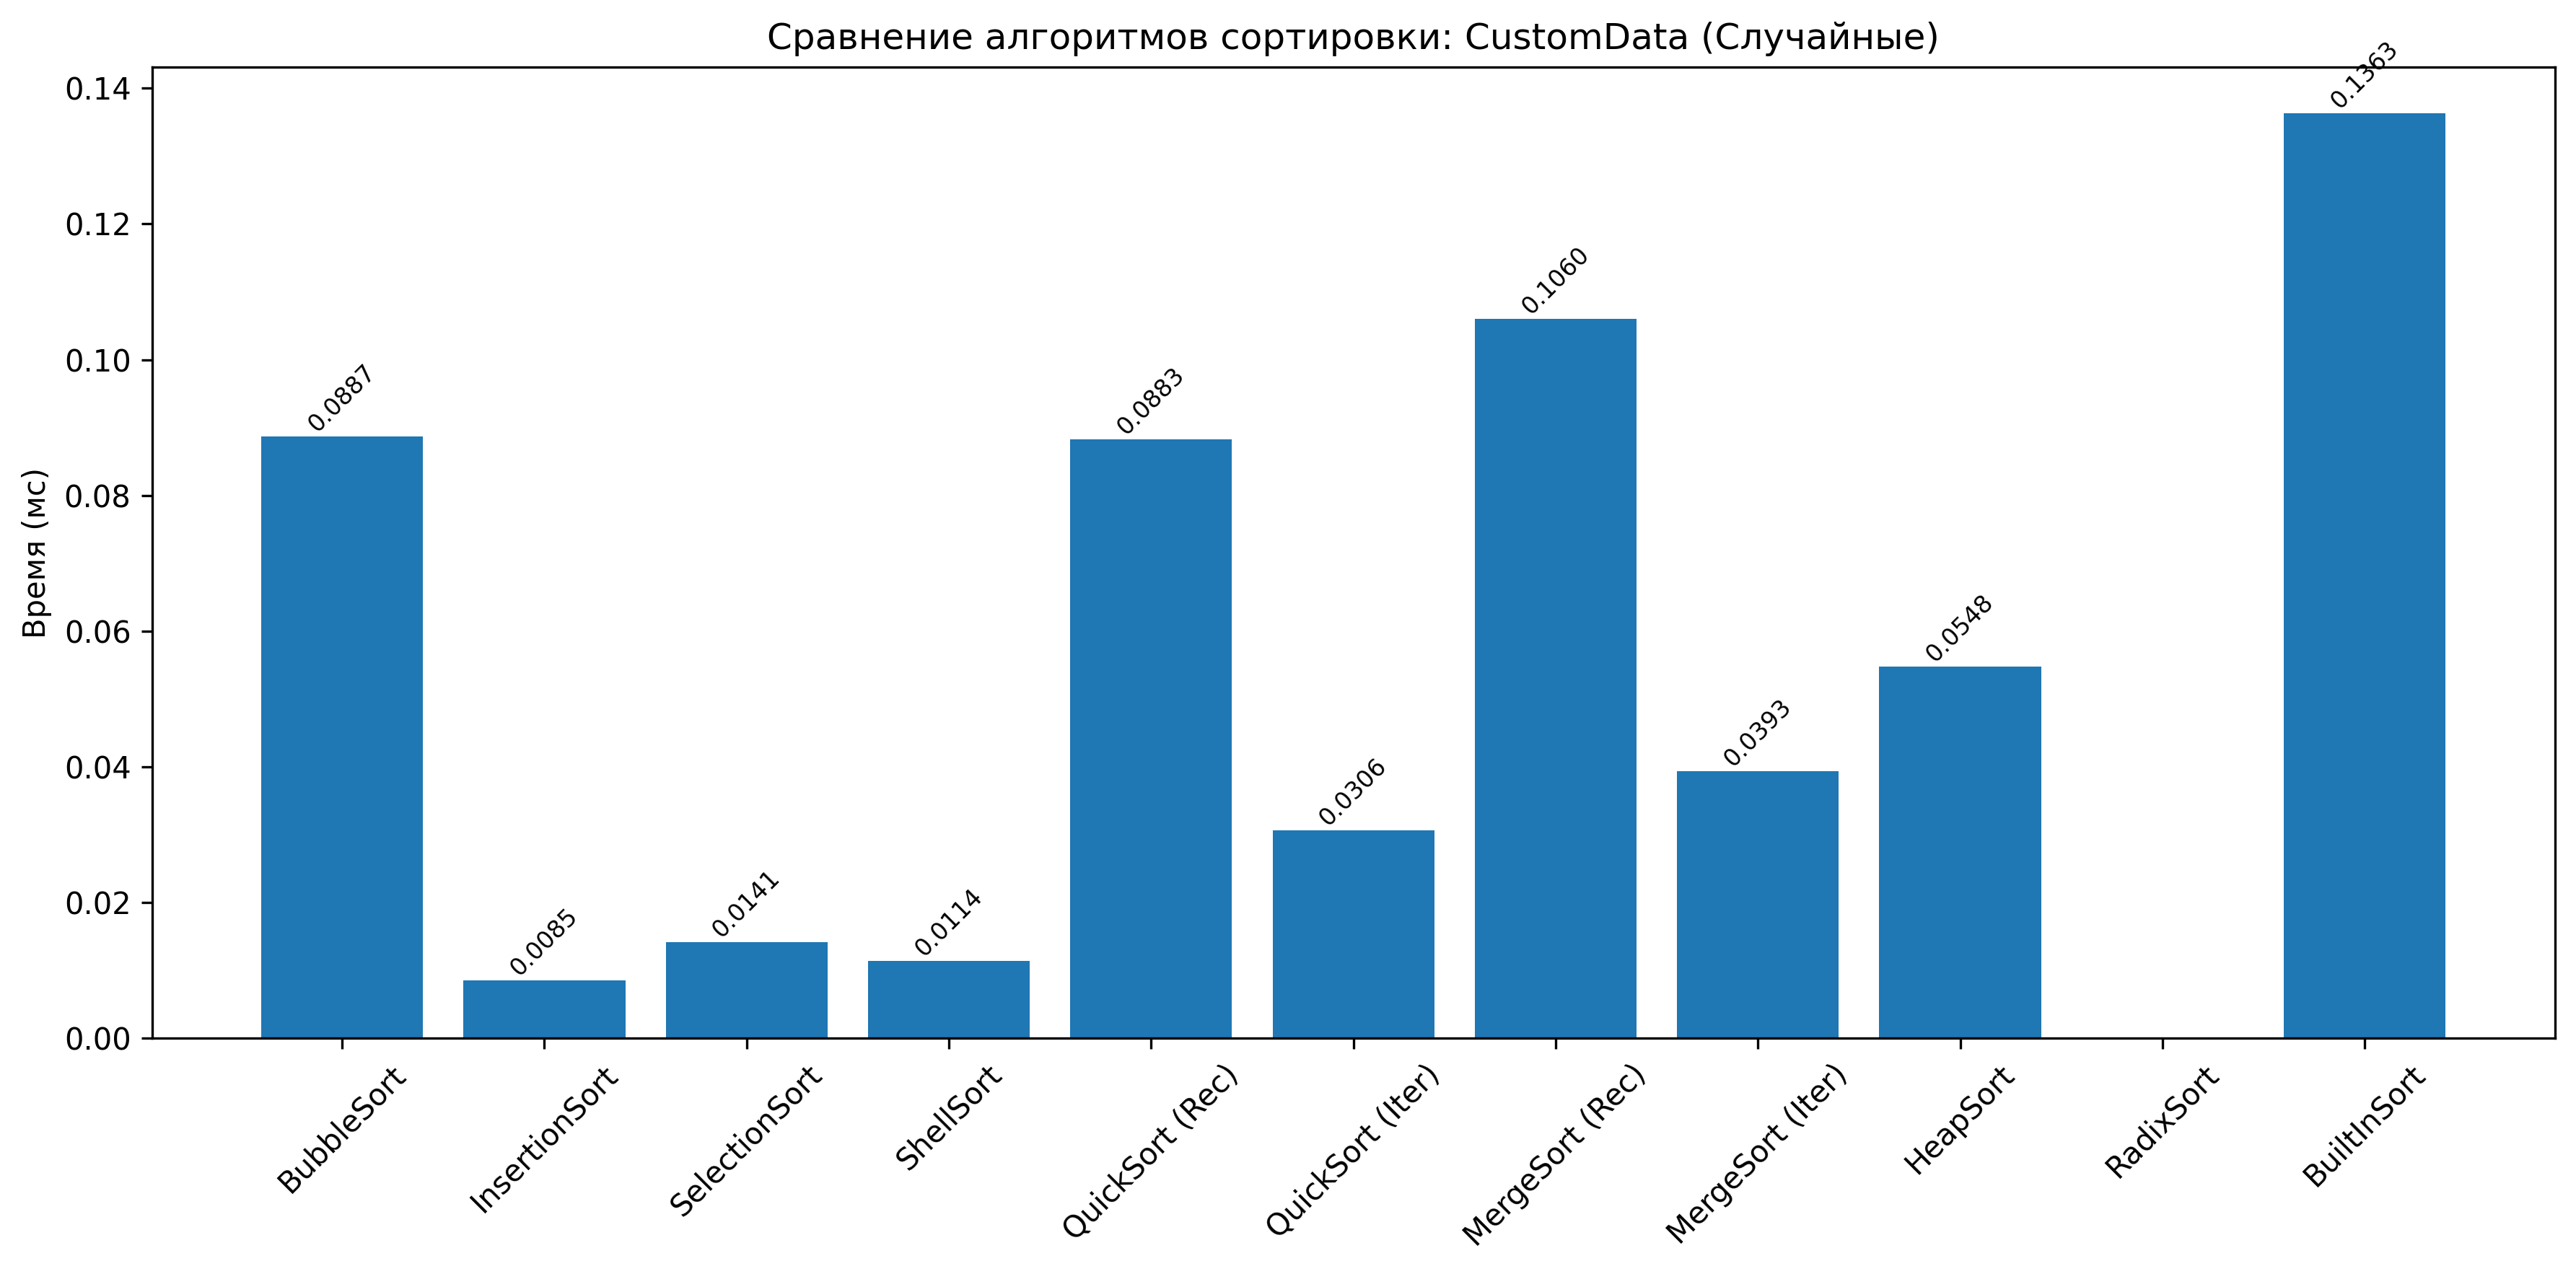 Сравнение алгоритмов сортировки: CustomData (Случайные)
Время (мс)
0.14
0.12
0.10
0.08
0.06
0.04
0.02
0.00
0.0887
0.0085
0.0141
0.0114
0.0883
0.0306
0.1060
0.0393
0.0548
0.1363
BubbleSort
InsertionSort
SelectionSort
ShellSort
QuickSort (Rec)
QuickSort (Iter)
MergeSort (Rec)
MergeSort (Iter)
HeapSort
RadixSort
BuiltInSort